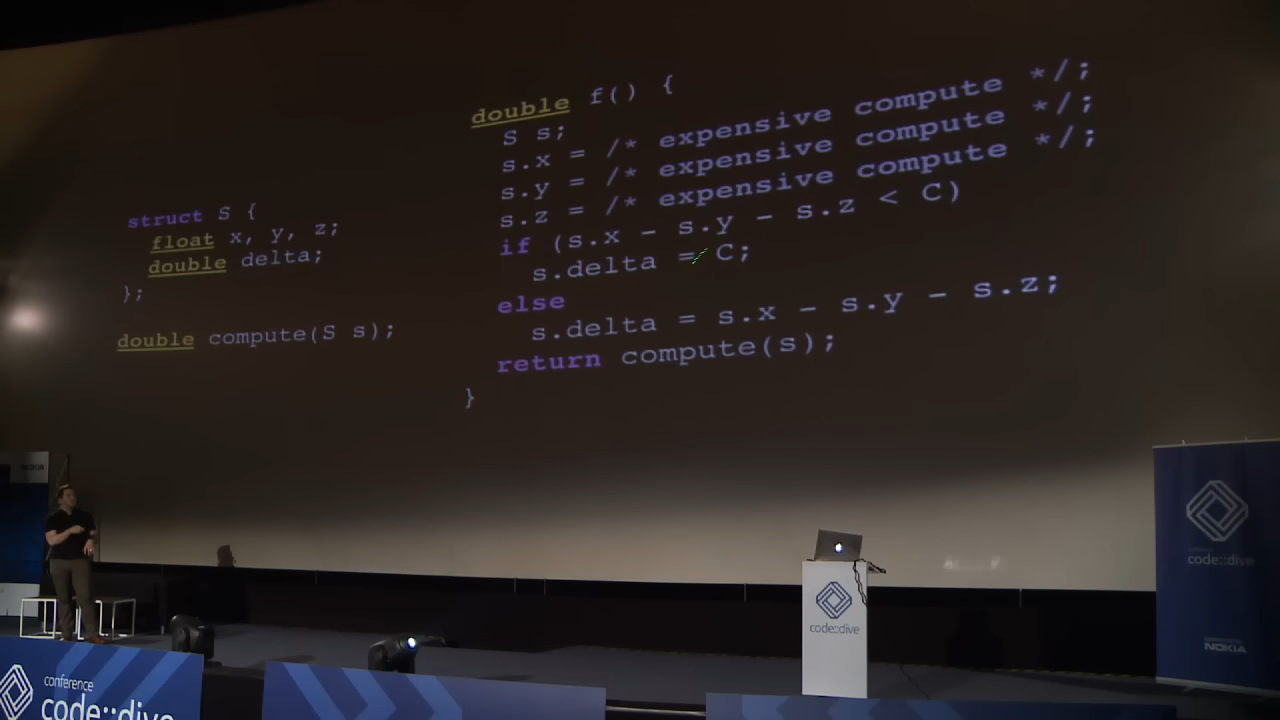 struct S {
float x, y, z;
double delta;
};
double compute(S s);
double f() {
S s;
s.x = /* expensive compute */;
s.y = /* expensive compute */;
s.z = /* expensive compute */;
if (s.x - s.y - s.z < C)
s.delta = C;
else
s.delta = s.x - s.y - s.z;
return compute(s);
}
NOKIA
code::dive
NOKIA
code::dive
conference
code::dive